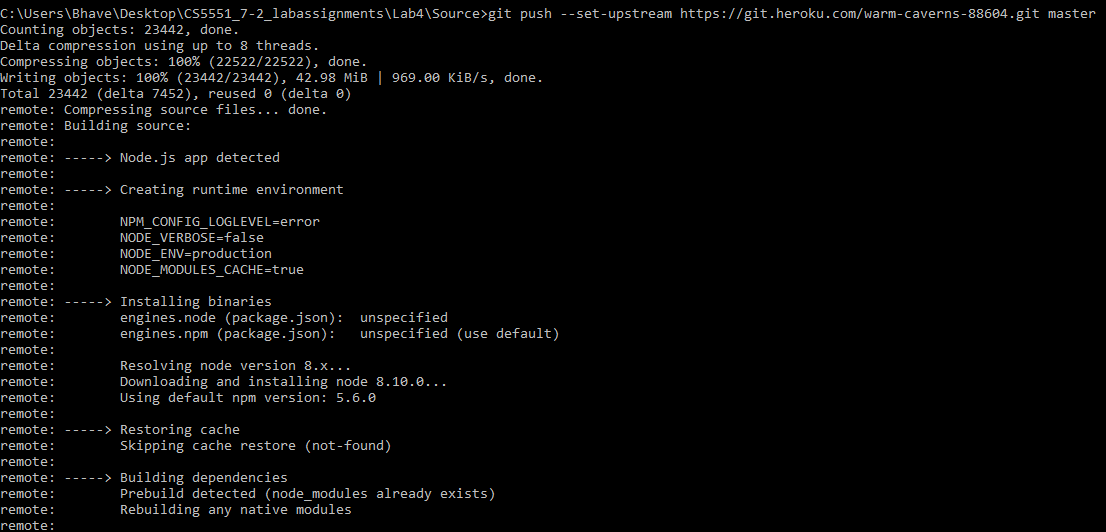 C:\Users\Bhave\Desktop\CS5551_7-2_labassignments\Lab4\Source>git push --set-upstream https://git.heroku.com/warm-caverns-88604.git master
Counting objects: 23442, done.
Delta compression using up to 8 threads.
Compressing objects: 100% (22522/22522), done.
Writing objects: 100% (23442/23442), 42.98 MiB | 969.00 KiB/s, done.
Total 23442 (delta 7452), reused 0 (delta 0)
remote: Compressing source files... done.
remote: Building source:
remote:
remote: -----> Node.js app detected
remote:
remote: -----> Creating runtime environment
remote:
remote:        NPM_CONFIG_LOGLEVEL=error
remote:        NODE_VERBOSE=false
remote:        NODE_ENV=production
remote:        NODE_MODULES_CACHE=true
remote:
remote: -----> Installing binaries
remote:        engines.node (package.json):  unspecified
remote:        engines.npm (package.json):   unspecified (use default)
remote:
remote:        Resolving node version 8.x...
remote:        Downloading and installing node 8.10.0...
remote:        Using default npm version: 5.6.0
remote:
remote: -----> Restoring cache
remote:        Skipping cache restore (not-found)
remote:
remote: -----> Building dependencies
remote:        Prebuild detected (node_modules already exists)
remote:        Rebuilding any native modules
remote: